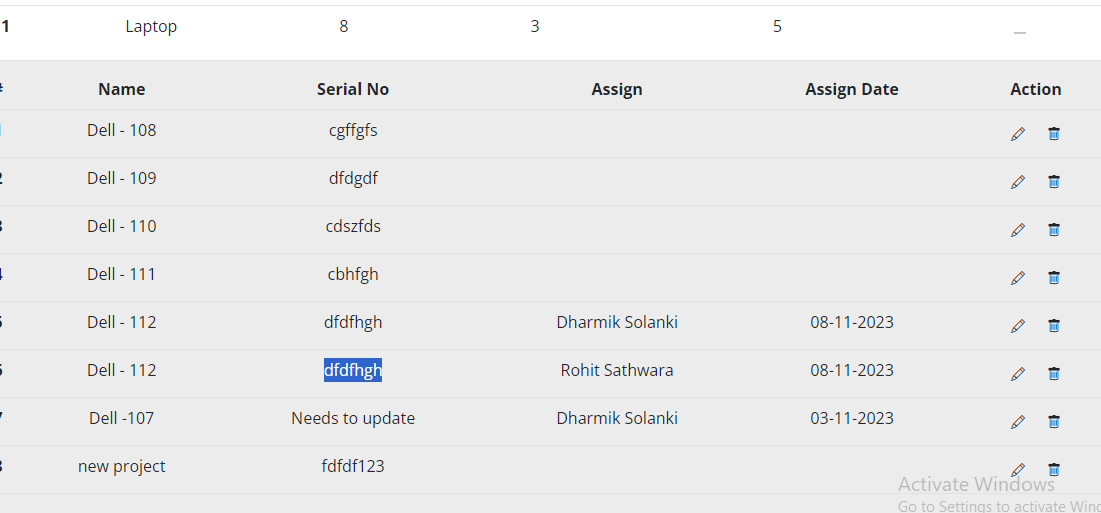 1 Laptop 8 3 5
# Name Serial No Assign Assign Date Action
1 Dell - 108 cgffgfs
2 Dell - 109 dfdgdf
3 Dell - 110 cdszfds
4 Dell - 111 cbhfgh
5 Dell - 112 dfdfhgh Dharmik Solanki 08-11-2023
6 Dell - 112 dfdfhgh Rohit Sathwara 08-11-2023
7 Dell -107 Needs to update Dharmik Solanki 03-11-2023
8 new project fdfdf123
Activate Windows
Go to Settings to activate